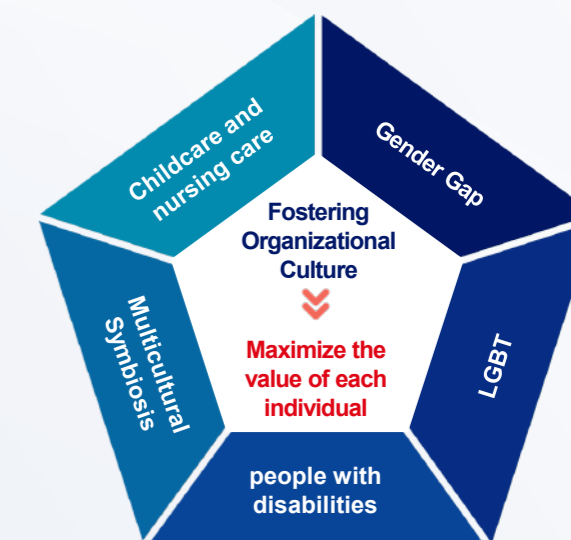 Childcare and
nursing care
Gender Gap
Fostering
Organizational
Culture
Maximize the
value of each
individual
Multicultural
Symbiosis
LGBT
people with
disabilities